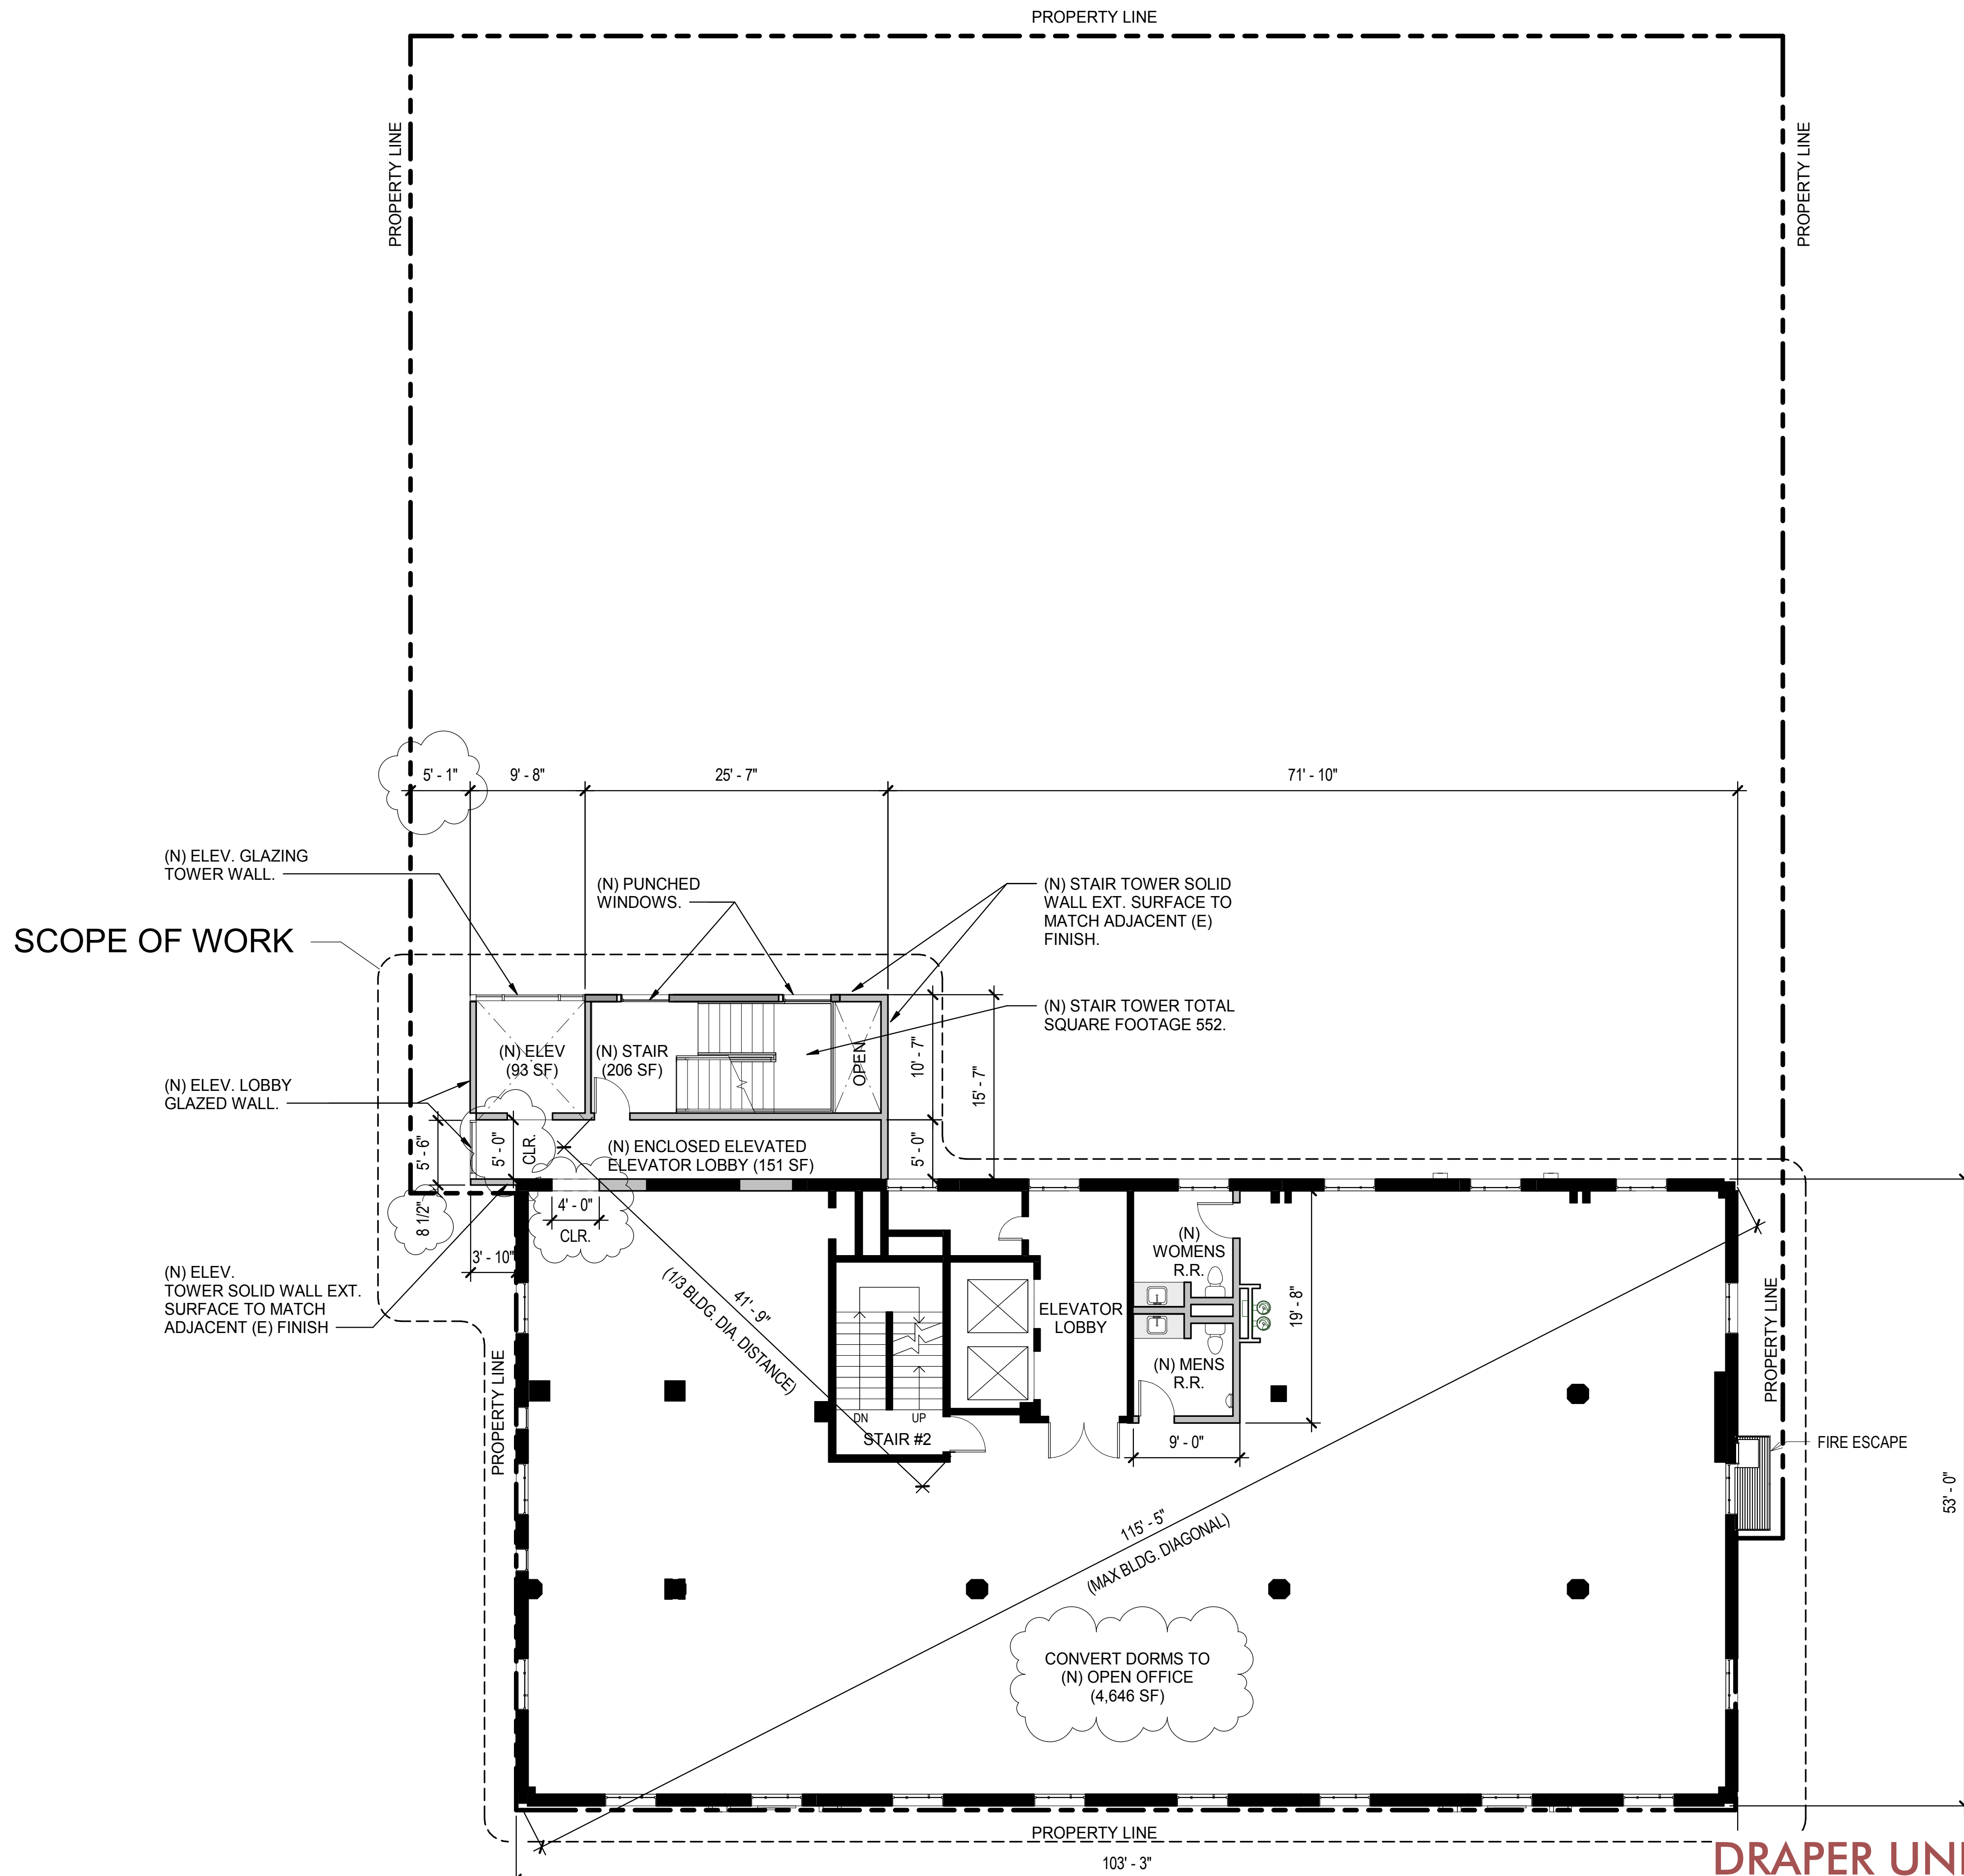 PROPERTY LINE
PROPERTY LINE
PROPERTY LINE
5' - 1"
9' - 8"
25' - 7"
71' - 10"
(N) ELEV. GLAZING
TOWER WALL.
(N) PUNCHED
WINDOWS.
(N) STAIR TOWER SOLID
WALL EXT. SURFACE TO
MATCH ADJACENT (E)
FINISH.
SCOPE OF WORK
(N) STAIR TOWER TOTAL
SQUARE FOOTAGE 552.
(N) ELEV
(93 SF)
(N) STAIR
(206 SF)
OPEN
10' - 7"
15' - 7"
(N) ELEV. LOBBY
GLAZED WALL.
5' - 6"
5' - 0"
CLR.
(N) ENCLOSED ELEVATED
ELEVATOR LOBBY (151 SF)
5' - 0"
8 1/2"
4' - 0"
CLR.
3' - 10"
(N) ELEV.
TOWER SOLID WALL EXT.
SURFACE TO MATCH
ADJACENT (E) FINISH
41' - 9"
(1/3 BLDG. DIA. DISTANCE)
(N)
WOMENS
R.R.
ELEVATOR
LOBBY
19' - 8"
(N) MENS
R.R.
PROPERTY LINE
PROPERTY LINE
DN
UP
STAIR #2
9' - 0"
FIRE ESCAPE
53' - 0"
115' - 5"
(MAX BLDG. DIAGONAL)
CONVERT DORMS TO
(N) OPEN OFFICE
(4,646 SF)
PROPERTY LINE
103' - 3"
DRAPER UNI